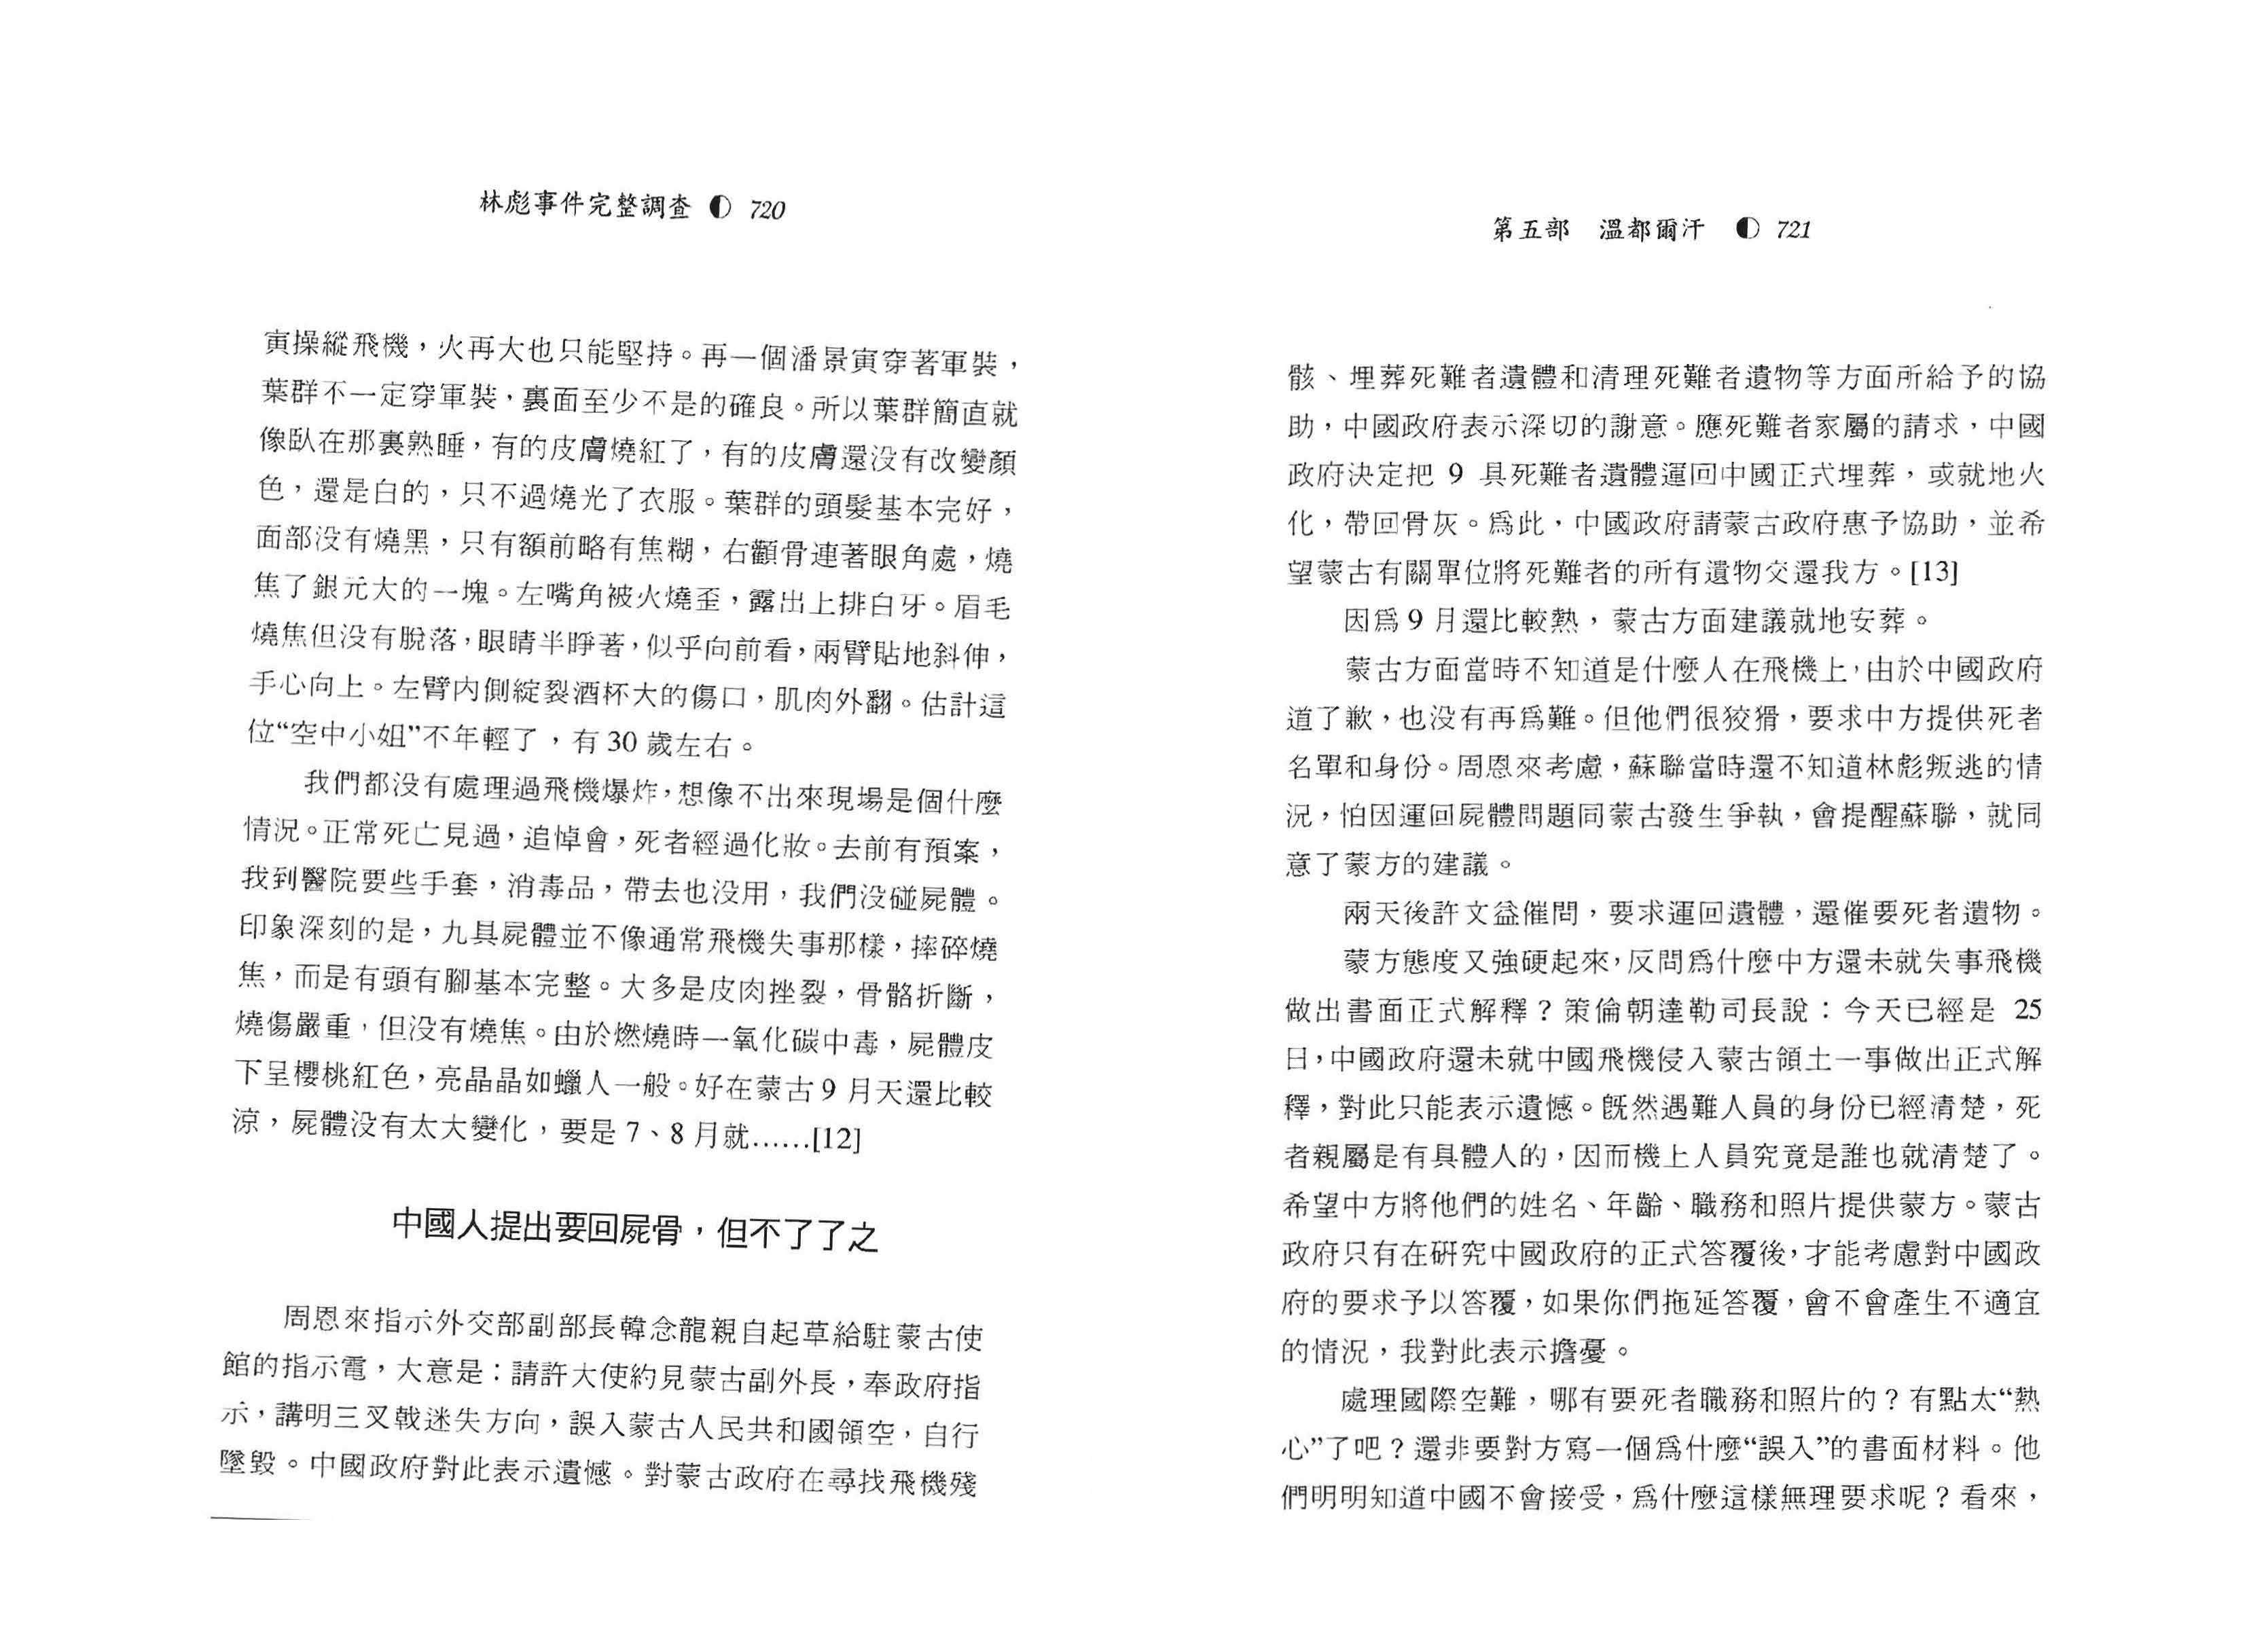 林彪事件完整調查 ◐ 720
寅操縱飛機，火再大也只能堅持。再一個潘景寅穿著軍裝，
葉群不一定穿軍裝，裏面至少不是的確良。所以葉群簡直就
像臥在那裏熟睡，有的皮膚燒紅了，有的皮膚還没有改變顏
色，還是白的，只不過燒光了衣服。葉群的頭髮基本完好，
面部没有燒黑，只有額前略有焦糊，右顴骨連著眼角處，燒
焦了銀元大的一塊。左嘴角被火燒歪，露出上排白牙。眉毛
燒焦但没有脫落，眼睛半睜著，似乎向前看，兩臂貼地斜伸，
手心向上。左臂内側綻裂酒杯大的傷口，肌肉外翻。估計這
位“空中小姐”不年輕了，有 30 歲左右。
我們都没有處理過飛機爆炸，想像不出來現場是個什麼
情況。正常死亡見過，追悼會，死者經過化妝。去前有預案，
我到醫院要些手套，消毒品，帶去也没用，我們没碰屍體。
印象深刻的是，九具屍體並不像通常飛機失事那樣，摔碎燒
焦，而是有頭有腳基本完整。大多是皮肉挫裂，骨骼折斷，
燒傷嚴重，但没有燒焦。由於燃燒時一氧化碳中毒，屍體皮
下呈櫻桃紅色，亮晶晶如蠟人一般。好在蒙古 9 月天還比較
涼，屍體没有太大變化，要是 7、8 月就……[12]
中國人提出要回屍骨，但不了了之
周恩來指示外交部副部長韓念龍親自起草給駐蒙古使
館的指示電，大意是：請許大使約見蒙古副外長，奉政府指
示，講明三叉戟迷失方向，誤入蒙古人民共和國領空，自行
墜毀。中國政府對此表示遺憾。對蒙古政府在尋找飛機殘
第五部 溫都爾汗 ◐ 721
骸、埋葬死難者遺體和清理死難者遺物等方面所給予的協
助，中國政府表示深切的謝意。應死難者家屬的請求，中國
政府決定把 9 具死難者遺體運回中國正式埋葬，或就地火
化，帶回骨灰。爲此，中國政府請蒙古政府惠予協助，並希
望蒙古有關單位將死難者的所有遺物交還我方。[13]
因爲 9 月還比較熱，蒙古方面建議就地安葬。
蒙古方面當時不知道是什麼人在飛機上，由於中國政府
道了歉，也没有再爲難。但他們很狡猾，要求中方提供死者
名單和身份。周恩來考慮，蘇聯當時還不知道林彪叛逃的情
況，怕因運回屍體問題同蒙古發生爭執，會提醒蘇聯，就同
意了蒙方的建議。
兩天後許文益催問，要求運回遺體，還催要死者遺物。
蒙方態度又強硬起來，反問爲什麼中方還未就失事飛機
做出書面正式解釋？策倫朝達勒司長說：今天已經是 25
日，中國政府還未就中國飛機侵入蒙古領土一事做出正式解
釋，對此只能表示遺憾。既然遇難人員的身份已經清楚，死
者親屬是有具體人的，因而機上人員究竟是誰也就清楚了。
希望中方將他們的姓名、年齡、職務和照片提供蒙方。蒙古
政府只有在研究中國政府的正式答覆後，才能考慮對中國政
府的要求予以答覆，如果你們拖延答覆，會不會產生不適宜
的情況，我對此表示擔憂。
處理國際空難，哪有要死者職務和照片的？有點太“熱
心”了吧？還非要對方寫一個爲什麼“誤入”的書面材料。他
們明明知道中國不會接受，爲什麼這樣無理要求呢？看來，